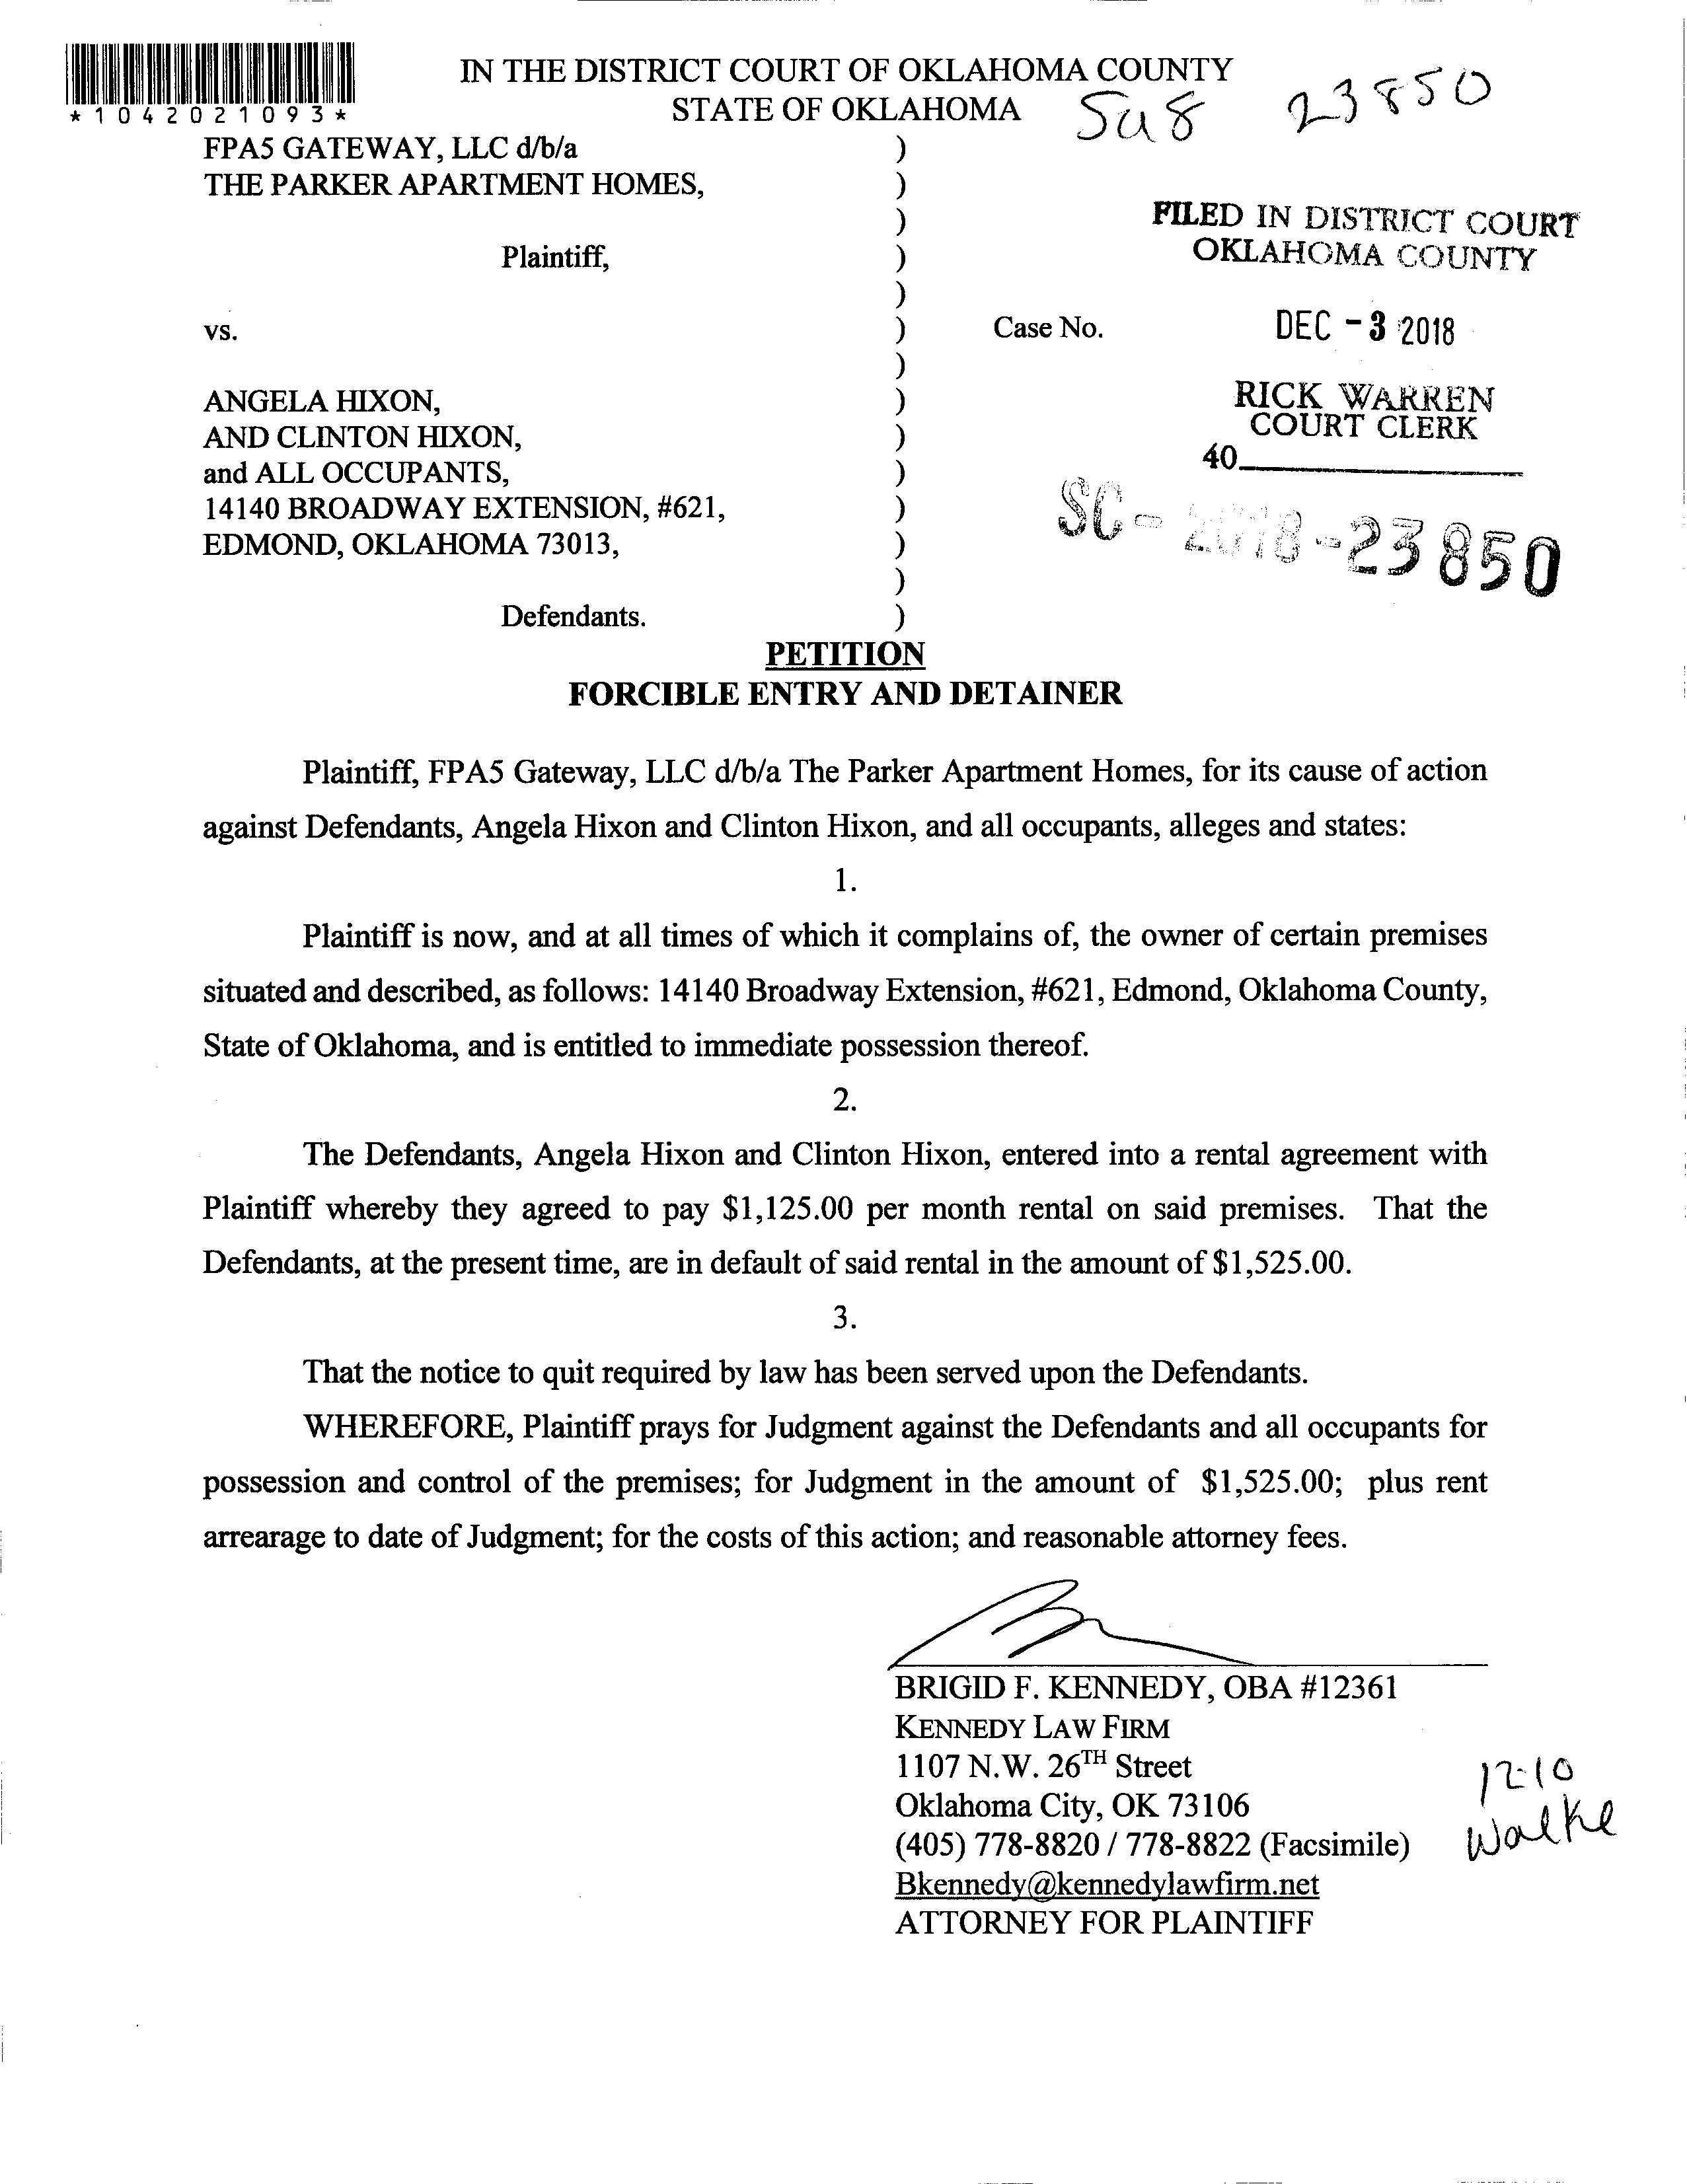 IN THE DISTRICT COURT OF OKLAHOMA COUNTY
STATE OF OKLAHOMA
23850
*1042021093*
FPA5 GATEWAY, LLC d/b/a )
THE PARKER APARTMENT HOMES, )
)
FILED IN DISTRICT COURT
OKLAHOMA COUNTY
Plaintiff, )
)
vs. ) Case No.
DEC - 3 2018
)
RICK WARREN
COURT CLERK
40
ANGELA HIXON, )
AND CLINTON HIXON, )
and ALL OCCUPANTS, )
14140 BROADWAY EXTENSION, #621, )
EDMOND, OKLAHOMA 73013, )
SC-2018-23850
)
Defendants. )
PETITION
FORCIBLE ENTRY AND DETAINER
Plaintiff, FPA5 Gateway, LLC d/b/a The Parker Apartment Homes, for its cause of action
against Defendants, Angela Hixon and Clinton Hixon, and all occupants, alleges and states:
1.
Plaintiff is now, and at all times of which it complains of, the owner of certain premises
situated and described, as follows: 14140 Broadway Extension, #621, Edmond, Oklahoma County,
State of Oklahoma, and is entitled to immediate possession thereof.
2.
The Defendants, Angela Hixon and Clinton Hixon, entered into a rental agreement with
Plaintiff whereby they agreed to pay $1,125.00 per month rental on said premises. That the
Defendants, at the present time, are in default of said rental in the amount of $1,525.00.
3.
That the notice to quit required by law has been served upon the Defendants.
WHEREFORE, Plaintiff prays for Judgment against the Defendants and all occupants for
possession and control of the premises; for Judgment in the amount of $1,525.00; plus rent
arrearage to date of Judgment; for the costs of this action; and reasonable attorney fees.
BRIGID F. KENNEDY, OBA #12361
KENNEDY LAW FIRM
1107 N.W. 26TH Street
Oklahoma City, OK 73106
(405) 778-8820 / 778-8822 (Facsimile)
Bkennedy@kennedylawfirm.net
ATTORNEY FOR PLAINTIFF
12-10
Walke